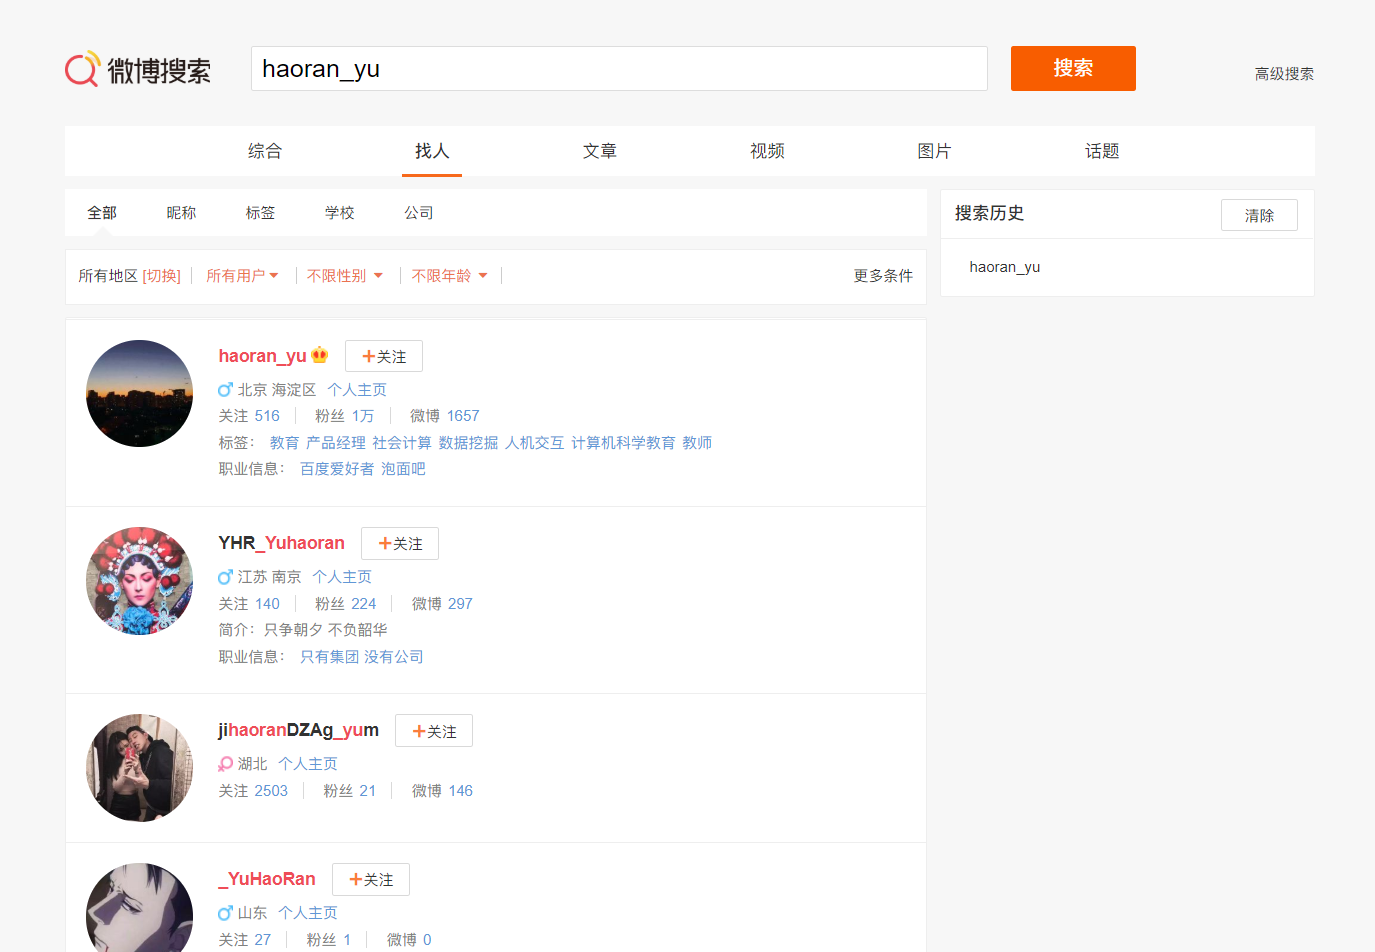 微博搜索
haoran_yu
搜索
高级搜索
综合 找人 文章 视频 图片 话题
全部 昵称 标签 学校 公司
所有地区 [切换] 所有用户 不限性别 不限年龄 更多条件
搜索历史 清除
haoran_yu
haoran_yu +关注
北京 海淀区 个人主页
关注 516 粉丝 1万 微博 1657
标签： 教育 产品经理 社会计算 数据挖掘 人机交互 计算机科学教育 教师
职业信息： 百度爱好者 泡面吧
YHR_Yuhaoran +关注
江苏 南京 个人主页
关注 140 粉丝 224 微博 297
简介：只争朝夕 不负韶华
职业信息： 只有集团 没有公司
jihaoranDZAg_yum +关注
湖北 个人主页
关注 2503 粉丝 21 微博 146
_YuHaoRan +关注
山东 个人主页
关注 27 粉丝 1 微博 0